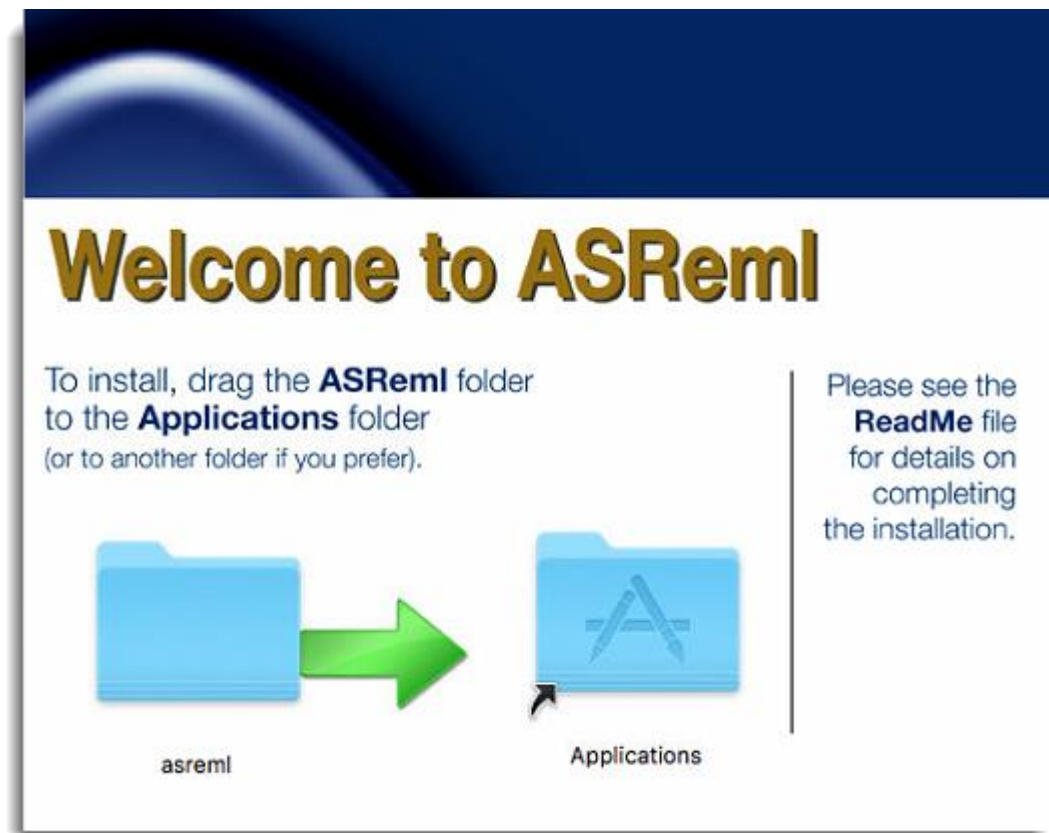 Welcome to ASReml
To install, drag the ASReml folder
to the Applications folder
(or to another folder if you prefer).
Please see the
ReadMe file
for details on
completing
the installation.
asreml
Applications